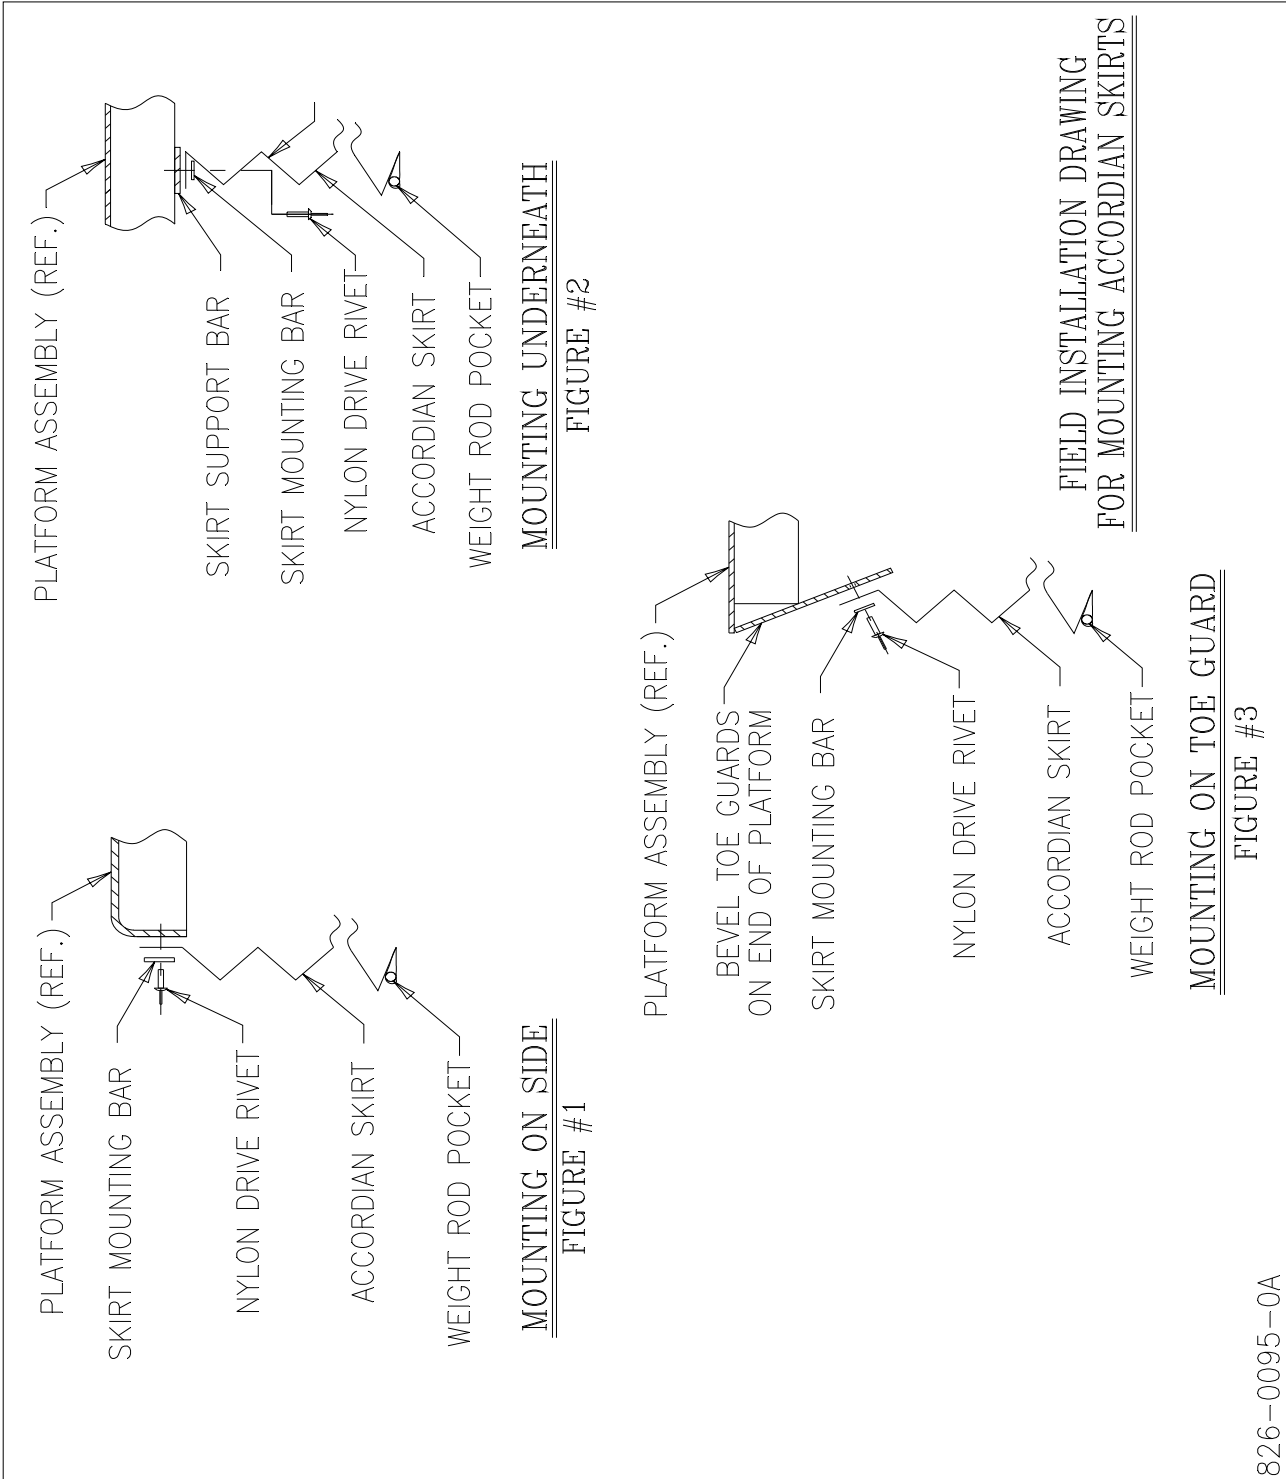 PLATFORM ASSEMBLY (REF.)
SKIRT MOUNTING BAR
NYLON DRIVE RIVET
ACCORDIAN SKIRT
WEIGHT ROD POCKET
MOUNTING ON SIDE
FIGURE #1
PLATFORM ASSEMBLY (REF.)
SKIRT SUPPORT BAR
SKIRT MOUNTING BAR
NYLON DRIVE RIVET
ACCORDIAN SKIRT
WEIGHT ROD POCKET
MOUNTING UNDERNEATH
FIGURE #2
PLATFORM ASSEMBLY (REF.)
BEVEL TOE GUARDS
ON END OF PLATFORM
SKIRT MOUNTING BAR
NYLON DRIVE RIVET
ACCORDIAN SKIRT
WEIGHT ROD POCKET
MOUNTING ON TOE GUARD
FIGURE #3
FIELD INSTALLATION DRAWING
FOR MOUNTING ACCORDIAN SKIRTS
826-0095-0A